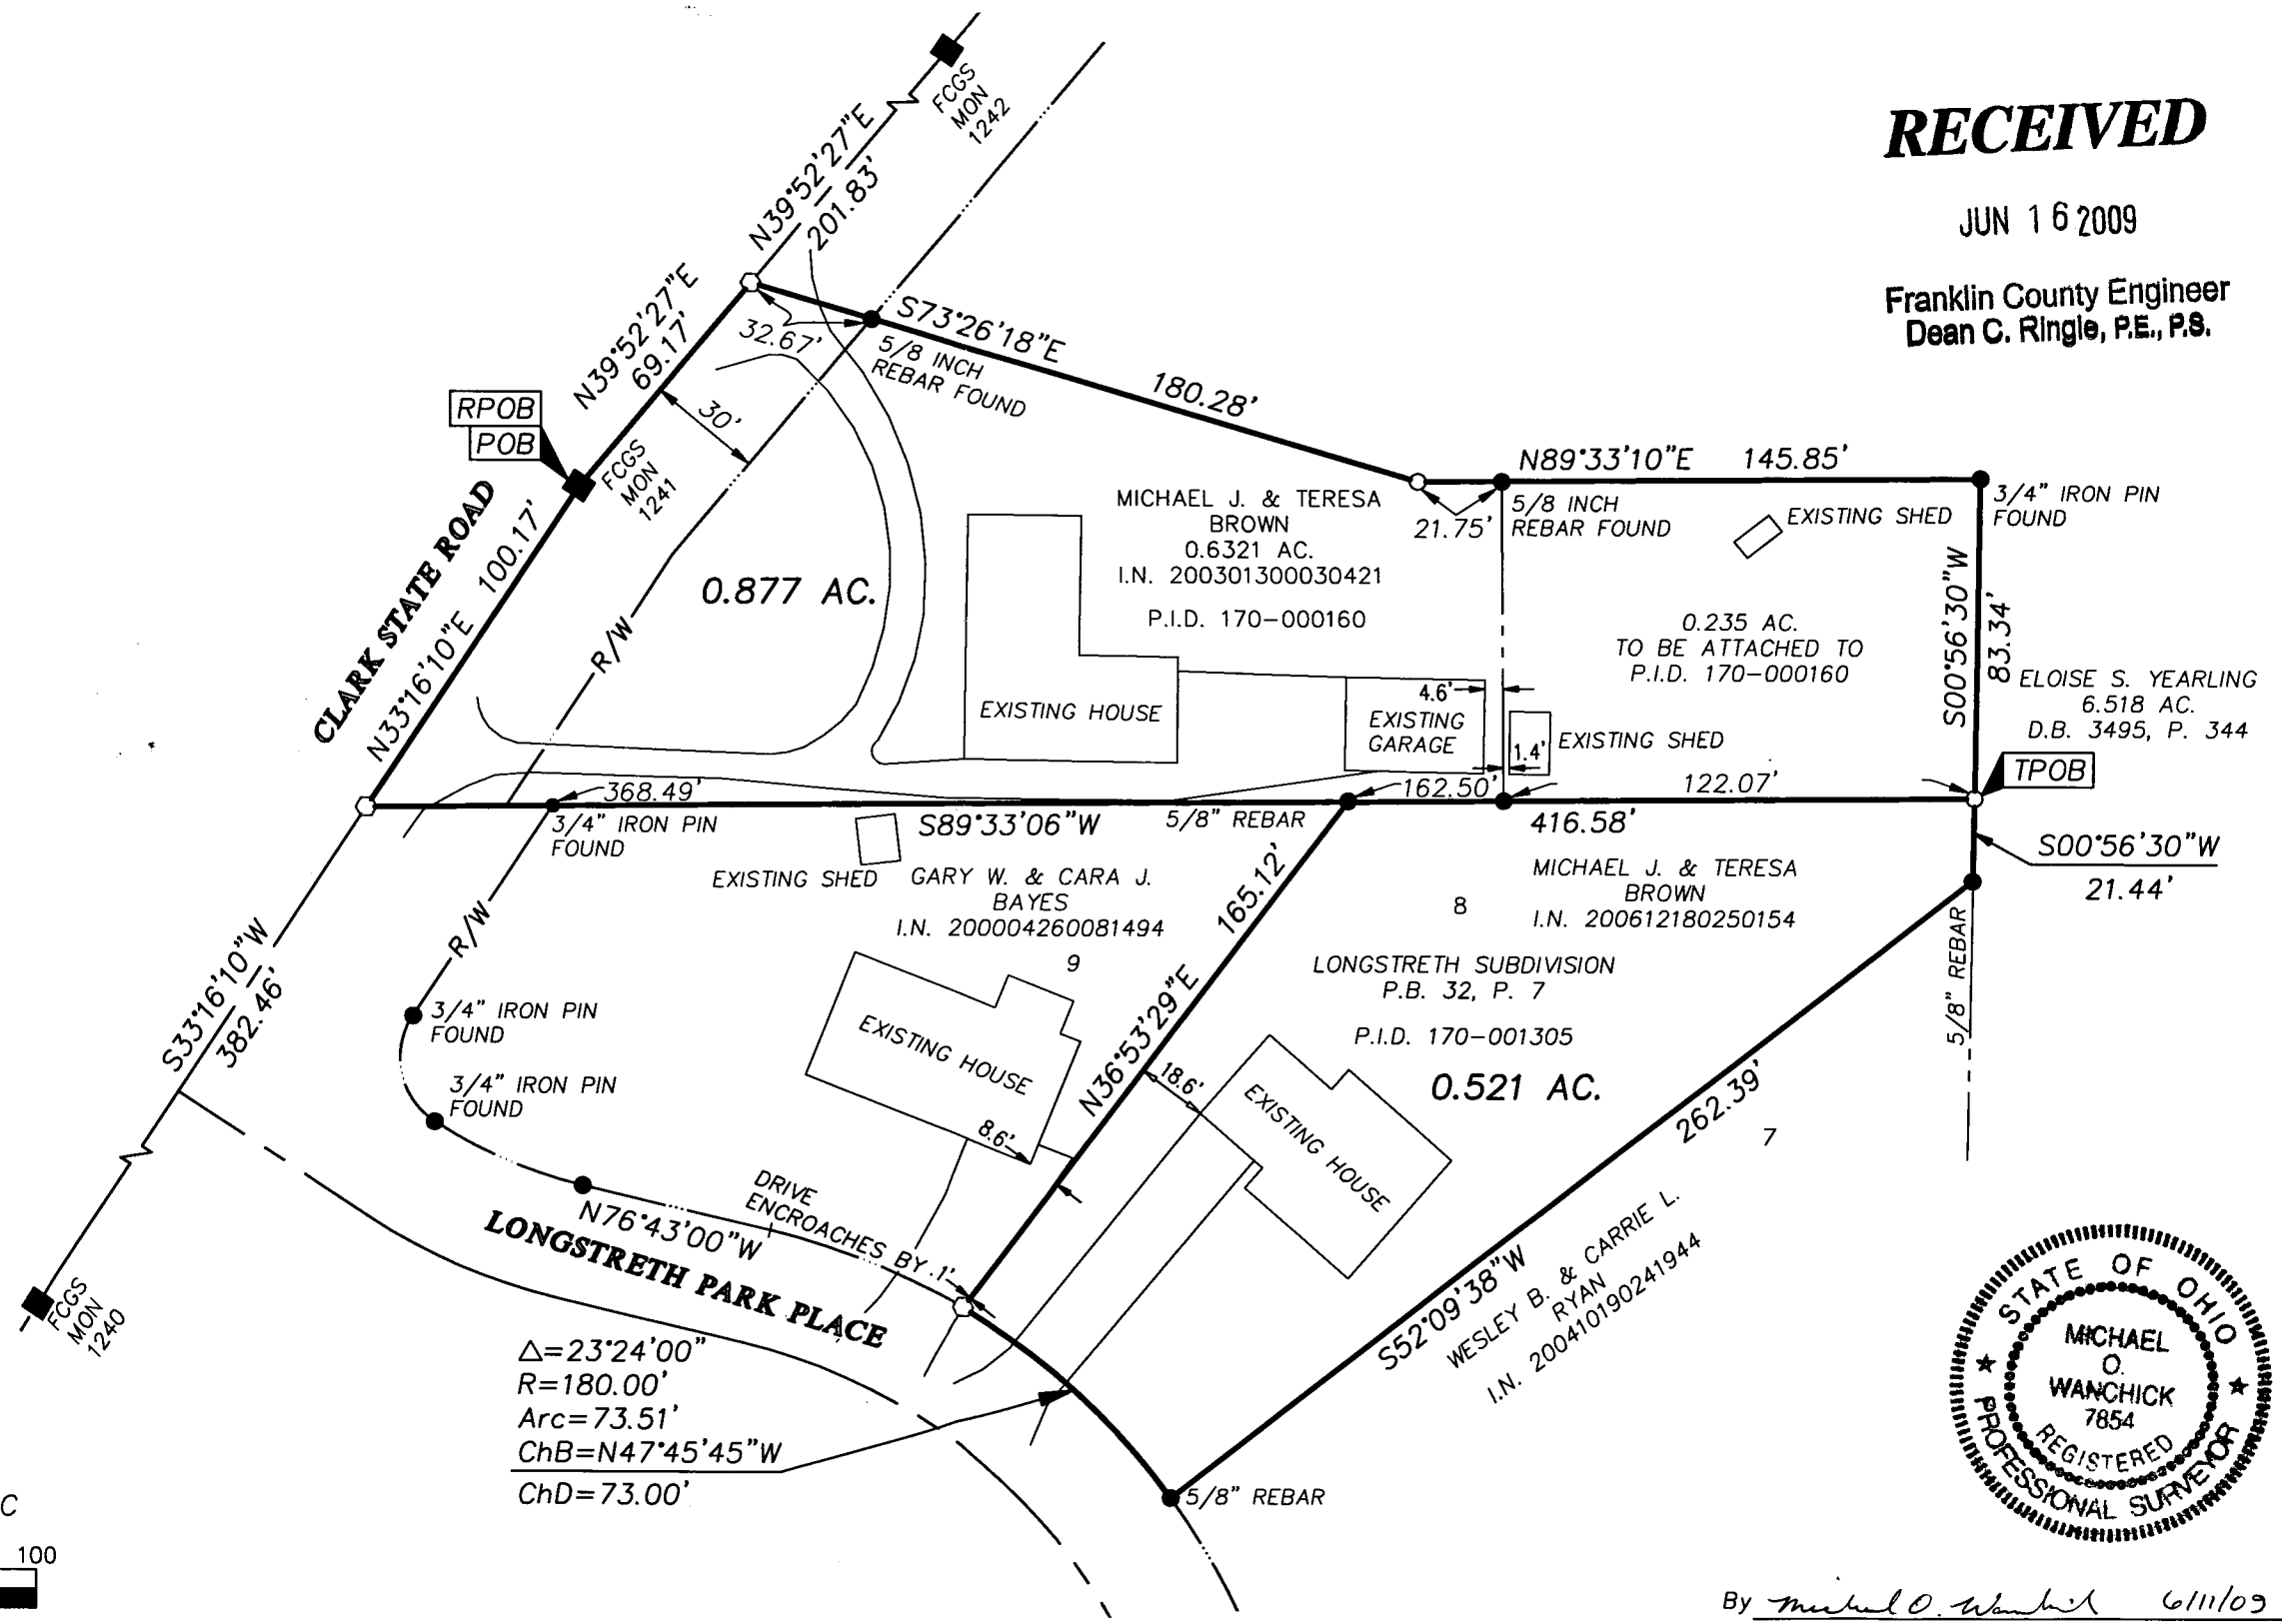 RECEIVED
JUN 16 2009
Franklin County Engineer
Dean C. Ringle, P.E., P.S.
FCGS
MON
1242
N39°52'27"E
201.83'
N39°52'27"E
69.17'
32.67'
S73°26'18"E
180.28'
5/8 INCH
REBAR FOUND
30'
RPOB
POB
FCGS
MON
1241
CLARK STATE ROAD
N33°16'10"E 100.17'
R/W
0.877 AC.
MICHAEL J. & TERESA
BROWN
0.6321 AC.
I.N. 200301300030421
P.I.D. 170-000160
N89°33'10"E 145.85'
21.75'
5/8 INCH
REBAR FOUND
EXISTING SHED
3/4" IRON PIN
FOUND
S00°56'30"W
83.34'
0.235 AC.
TO BE ATTACHED TO
P.I.D. 170-000160
ELOISE S. YEARLING
6.518 AC.
D.B. 3495, P. 344
EXISTING HOUSE
4.6'
EXISTING
GARAGE
1.4'
EXISTING SHED
TPOB
368.49'
162.50'
122.07'
3/4" IRON PIN
FOUND
S89°33'06"W
5/8" REBAR
416.58'
S00°56'30"W
21.44'
EXISTING SHED
GARY W. & CARA J.
BAYES
I.N. 200004260081494
9
165.12'
N36°53'29"E
8
MICHAEL J. & TERESA
BROWN
I.N. 200612180250154
LONGSTRETH SUBDIVISION
P.B. 32, P. 7
P.I.D. 170-001305
0.521 AC.
5/8" REBAR
R/W
S33°16'10"W
382.46'
3/4" IRON PIN
FOUND
3/4" IRON PIN
FOUND
EXISTING HOUSE
8.6'
18.6'
EXISTING HOUSE
262.39'
7
S52°09'38"W
WESLEY B. & CARRIE L.
RYAN
I.N. 200410190241944
DRIVE
ENCROACHES BY .1'
N76°43'00"W
LONGSTRETH PARK PLACE
FCGS
MON
1240
Δ=23°24'00"
R=180.00'
Arc=73.51'
ChB=N47°45'45"W
ChD=73.00'
5/8" REBAR
STATE OF OHIO
MICHAEL
O.
WANCHICK
7854
REGISTERED
PROFESSIONAL SURVEYOR
C
100
By Michael O. Wanchick 6/11/09